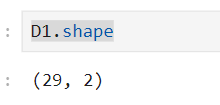 : D1.shape
: (29, 2)